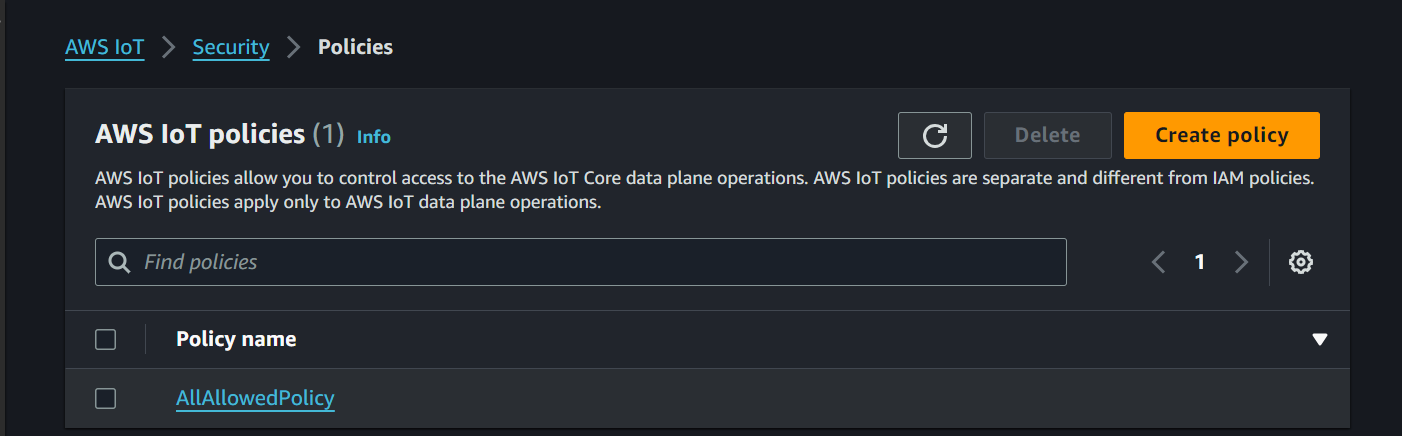 AWS IoT > Security > Policies
AWS IoT policies (1) Info
Delete
Create policy
AWS IoT policies allow you to control access to the AWS IoT Core data plane operations. AWS IoT policies are separate and different from IAM policies.
AWS IoT policies apply only to AWS IoT data plane operations.
Find policies
1
Policy name
AllAllowedPolicy